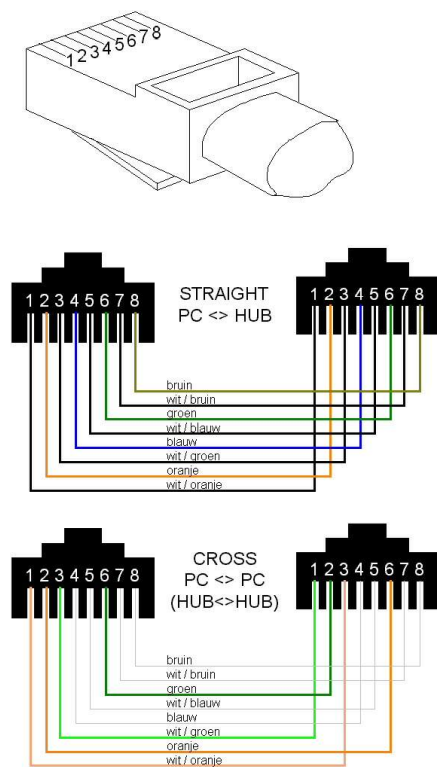 12345678
1 2 3 4 5 6 7 8
STRAIGHT
PC <> HUB
1 2 3 4 5 6 7 8
bruin
wit / bruin
groen
wit / blauw
blauw
wit / groen
oranje
wit / oranje
1 2 3 4 5 6 7 8
CROSS
PC <> PC
(HUB<>HUB)
1 2 3 4 5 6 7 8
bruin
wit / bruin
groen
wit / blauw
blauw
wit / groen
oranje
wit / oranje